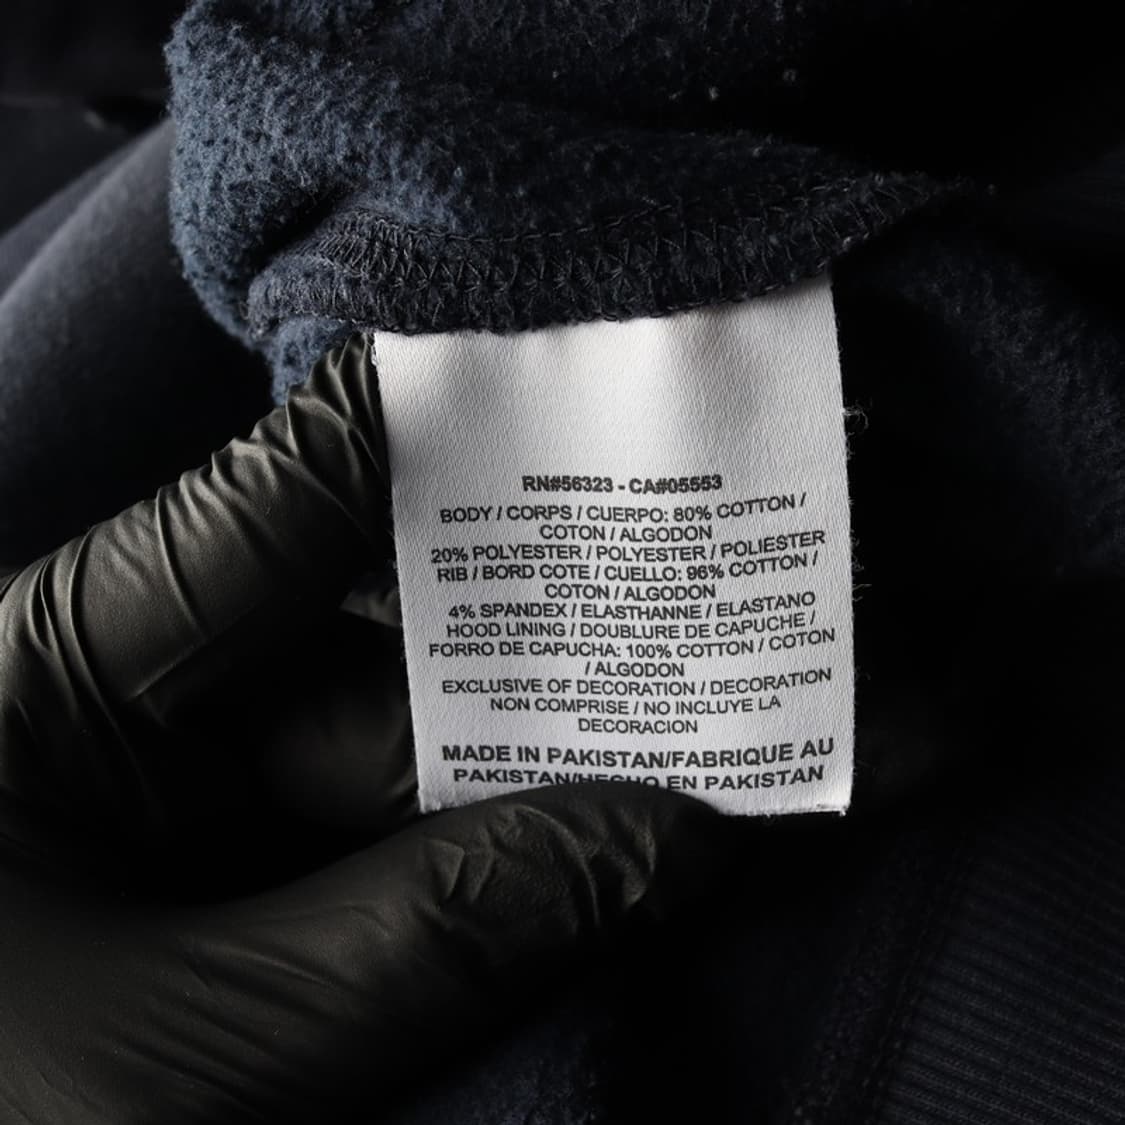 RN#56323 - CA#05553
BODY / CORPS / CUERPO: 80% COTTON /
COTON / ALGODON
20% POLYESTER / POLYESTER / POLIESTER
RIB / BORD COTE / CUELLO: 96% COTTON /
COTON / ALGODON
4% SPANDEX / ELASTHANNE / ELASTANO
HOOD LINING / DOUBLURE DE CAPUCHE /
FORRO DE CAPUCHA: 100% COTTON / COTON
/ ALGODON
EXCLUSIVE OF DECORATION / DECORATION
NON COMPRISE / NO INCLUYE LA
DECORACION
MADE IN PAKISTAN/FABRIQUE AU
PAKISTAN/HECHO EN PAKISTAN